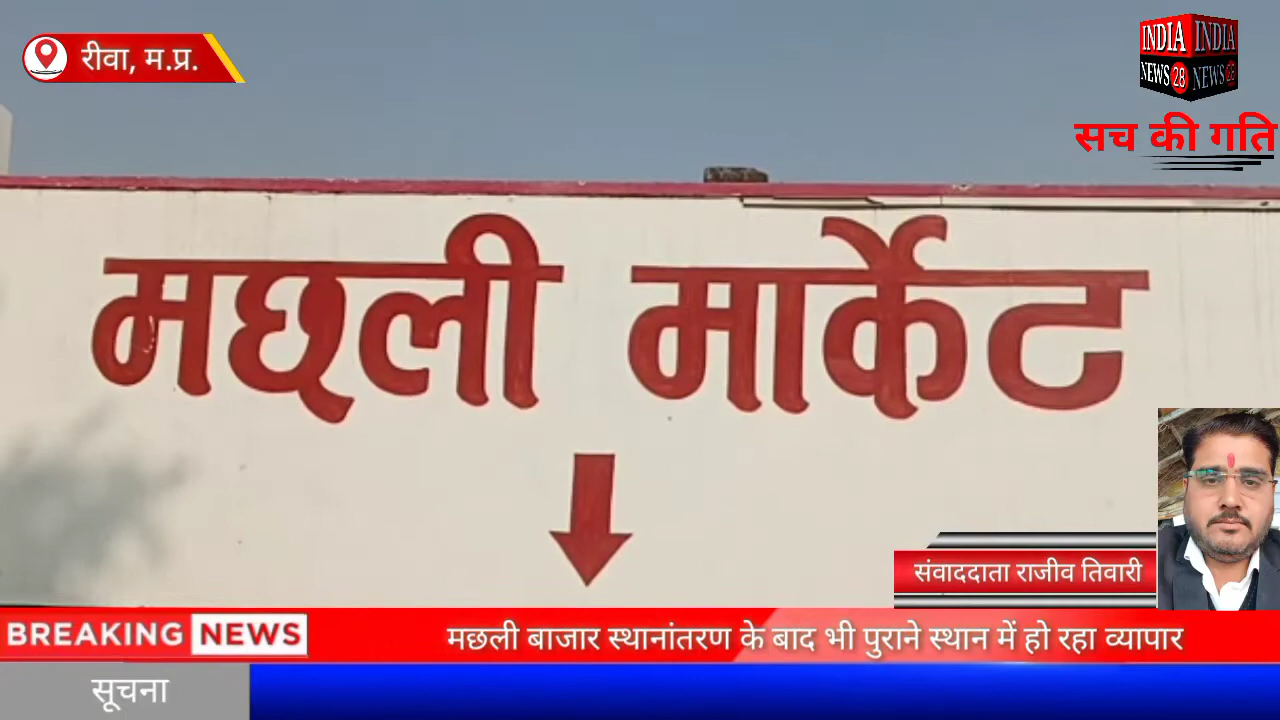 रीवा, म.प्र.
INDIA INDIA
NEWS 28 NEWS 28
सच की गति
मछली मार्केट
संवाददाता राजीव तिवारी
BREAKING NEWS
मछली बाजार स्थानांतरण के बाद भी पुराने स्थान में हो रहा व्यापार
सूचना